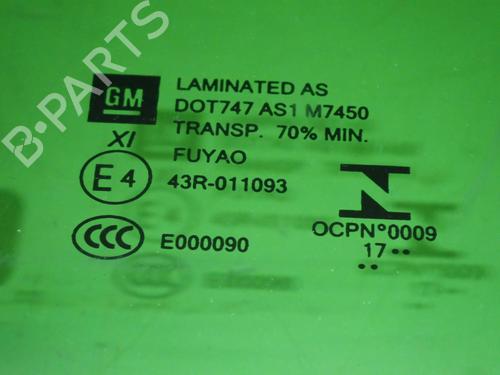 B-PARTS
GM
LAMINATED AS
DOT747 AS1 M7450
TRANSP. 70% MIN.
XI
FUYAO
E4
43R-011093
CCC
E000090
OCPN°0009
17